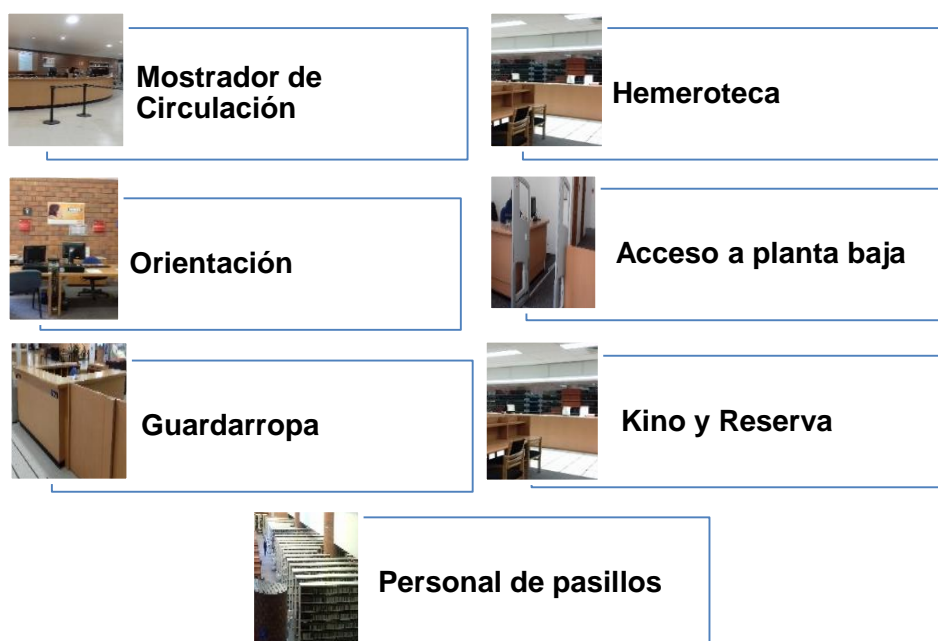 Mostrador de
Circulación
Hemeroteca
Orientación
Acceso a planta baja
Guardarropa
Kino y Reserva
Personal de pasillos